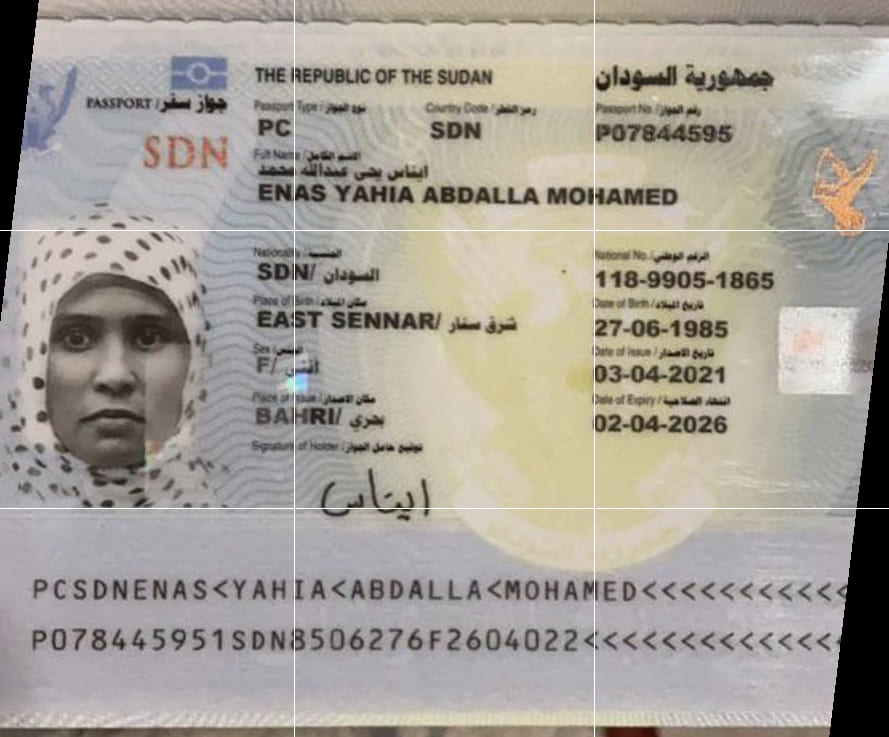 THE REPUBLIC OF THE SUDAN جمهورية السودان
PASSPORT / جواز سفر
Passport Type / نوع الجواز Country Code / رمز القطر Passport No. / رقم الجواز
PC SDN P07844595
SDN
Full Name / الاسم الكامل
ايناس يحى عبدالله محمد
ENAS YAHIA ABDALLA MOHAMED
Nationality / الجنسية National No. / الرقم الوطني
SDN/ السودان 118-9905-1865
Place of Birth / مكان الميلاد Date of Birth / تاريخ الميلاد
EAST SENNAR/ شرق سنار 27-06-1985
Sex / الجنس Date of Issue / تاريخ الاصدار
F/ أنثى 03-04-2021
Place of Issue / مكان الاصدار Date of Expiry / انتهاء الصلاحية
BAHRI/ بحري 02-04-2026
Signature of Holder / توقيع حامل الجواز
ايناس
PCSDNENAS<YAHIA<ABDALLA<MOHAMED<<<<<<<<<<<<
P078445951SDN8506276F2604022<<<<<<<<<<<<<<